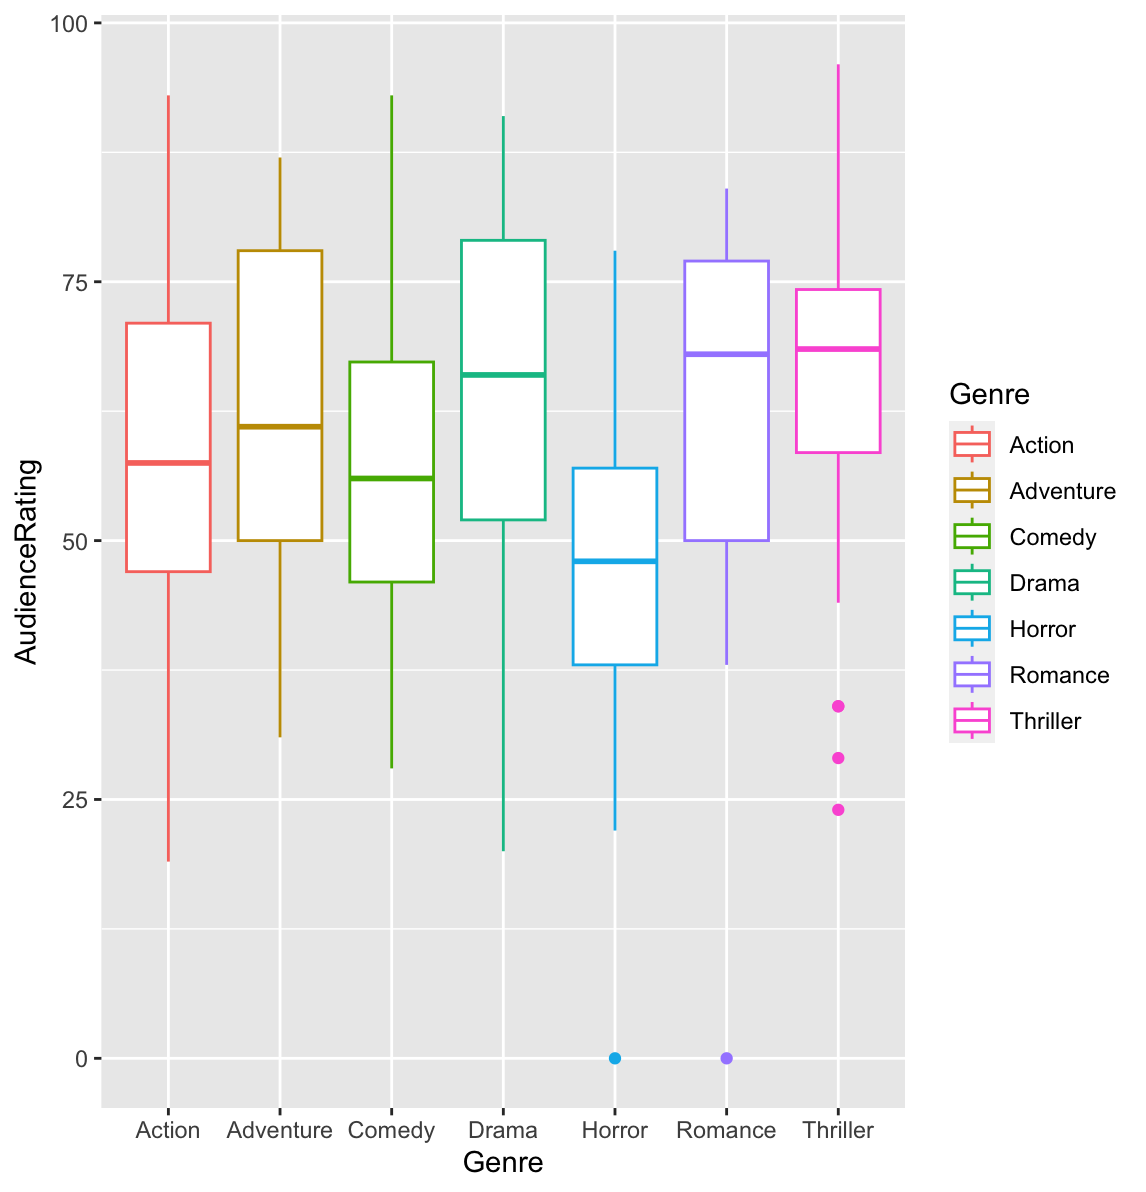 AudienceRating
100
75
50
25
0
Action Adventure Comedy Drama Horror Romance Thriller
Genre
Genre
Action
Adventure
Comedy
Drama
Horror
Romance
Thriller